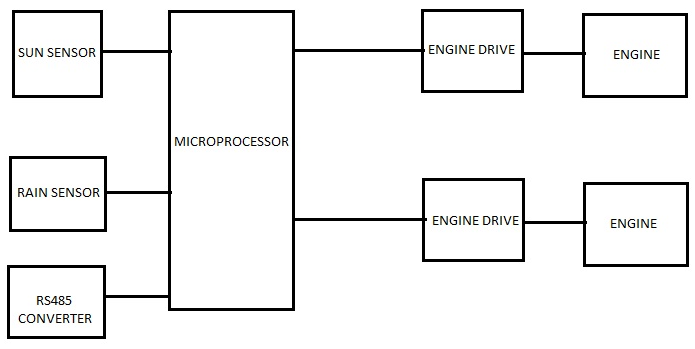 SUN SENSOR
MICROPROCESSOR
ENGINE DRIVE
ENGINE
RAIN SENSOR
ENGINE DRIVE
ENGINE
RS485
CONVERTER